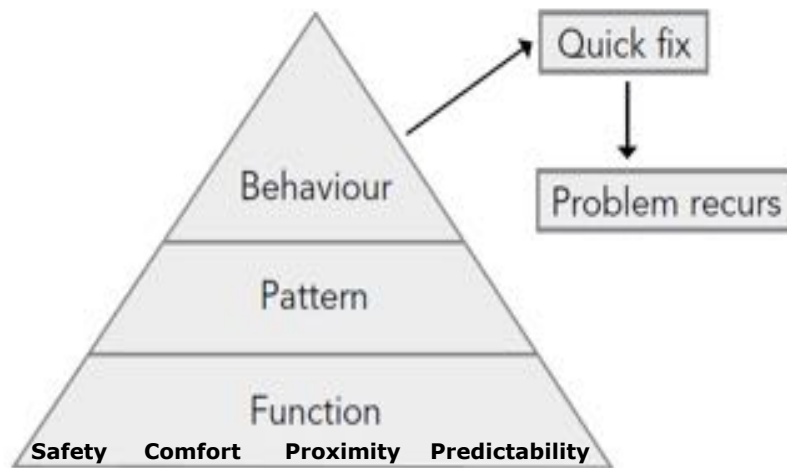 Quick fix
Problem recurs
Behaviour
Pattern
Function
Safety Comfort Proximity Predictability